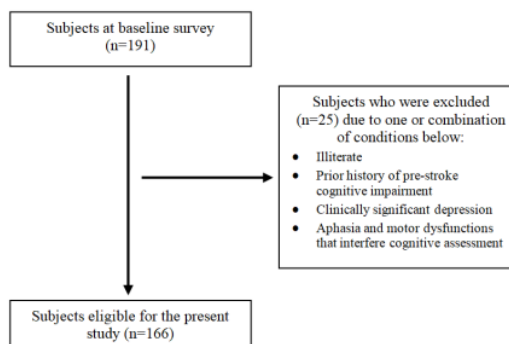 Subjects at baseline survey
(n=191)
Subjects who were excluded
(n=25) due to one or combination
of conditions below:
• Illiterate
• Prior history of pre-stroke
cognitive impairment
• Clinically significant depression
• Aphasia and motor dysfunctions
that interfere cognitive assessment
Subjects eligible for the present
study (n=166)